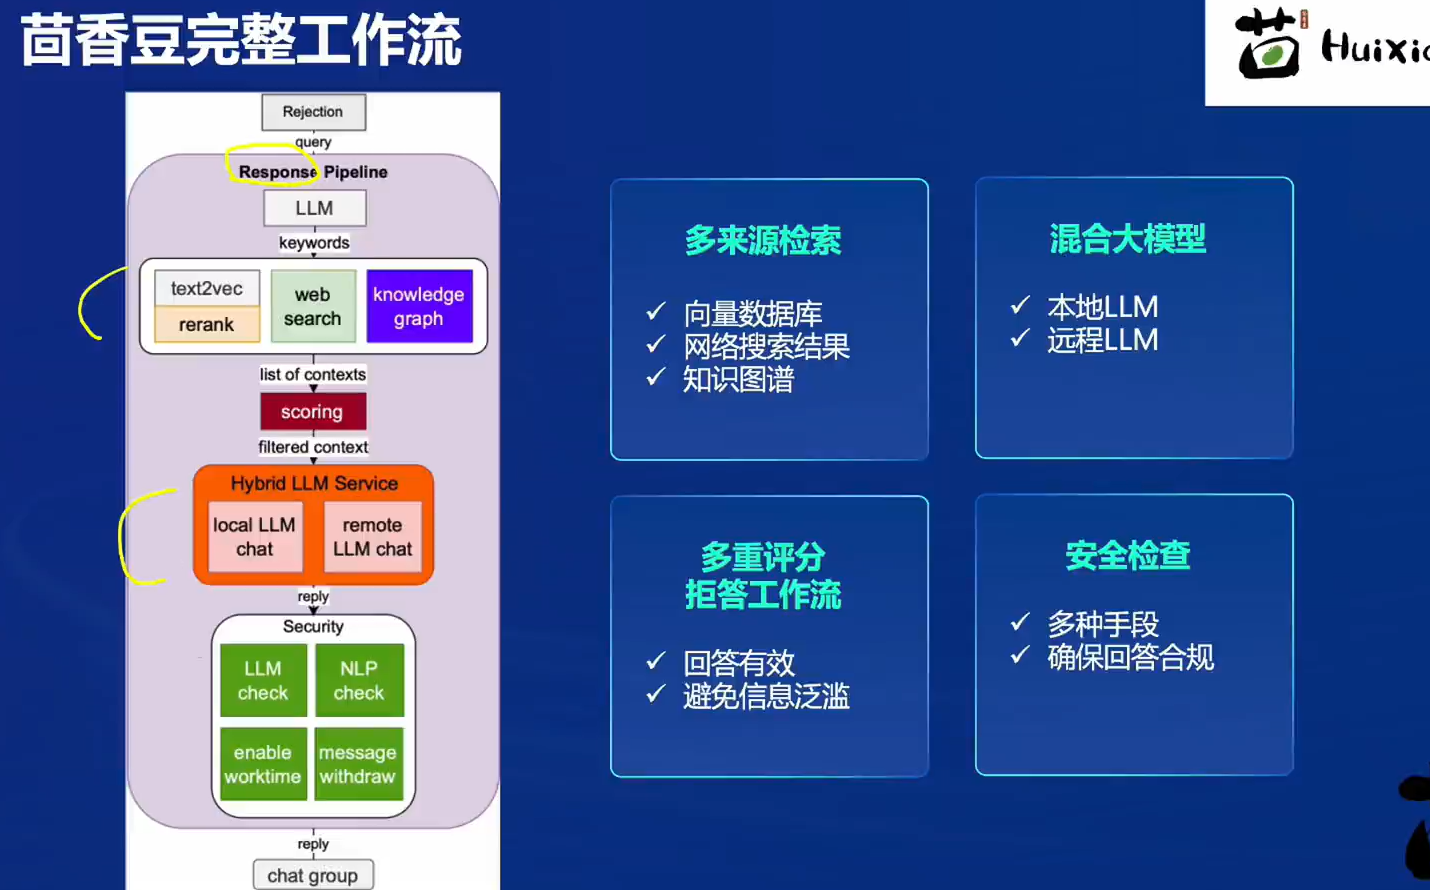 茴香豆完整工作流
茴
HuiXia
Rejection
query
Response Pipeline
LLM
keywords
text2vec
rerank
web
search
knowledge
graph
list of contexts
scoring
filtered context
Hybrid LLM Service
local LLM
chat
remote
LLM chat
reply
Security
LLM
check
NLP
check
enable
worktime
message
withdraw
reply
chat group
多来源检索
✓ 向量数据库
✓ 网络搜索结果
✓ 知识图谱
混合大模型
✓ 本地LLM
✓ 远程LLM
多重评分
拒答工作流
✓ 回答有效
✓ 避免信息泛滥
安全检查
✓ 多种手段
✓ 确保回答合规